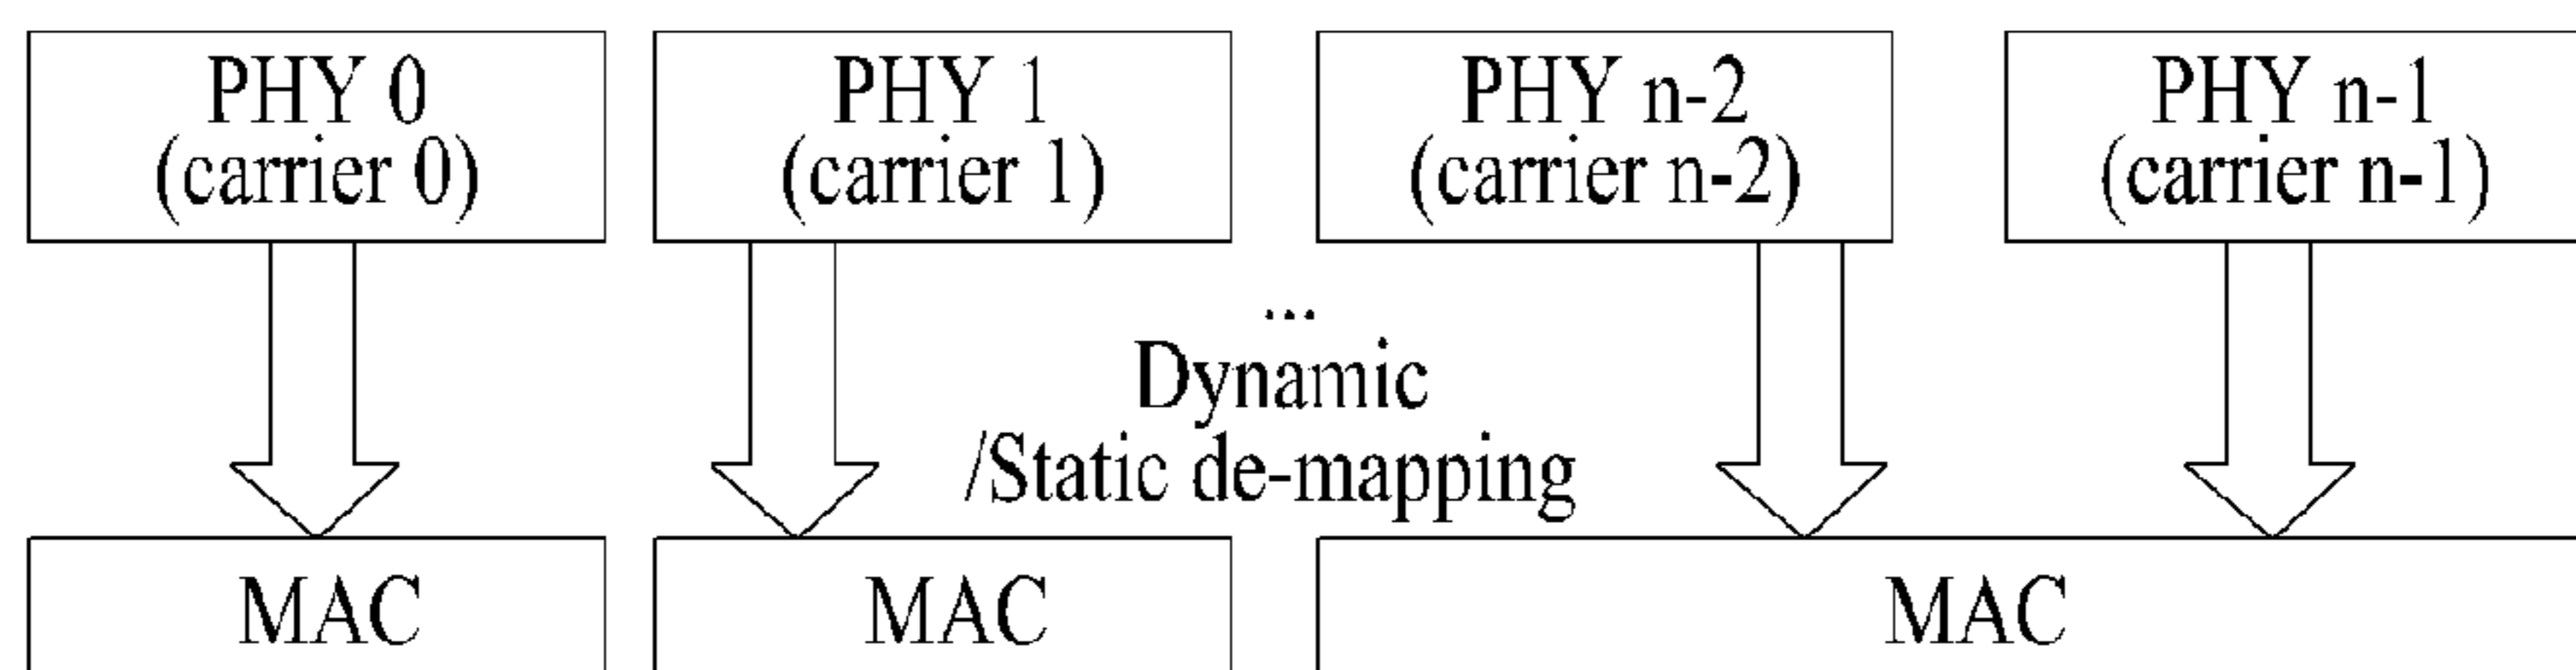 PHY 0
(carrier 0)
PHY 1
(carrier 1)
PHY n-2
(carrier n-2)
PHY n-1
(carrier n-1)
...
Dynamic
/Static de-mapping
MAC
MAC
MAC